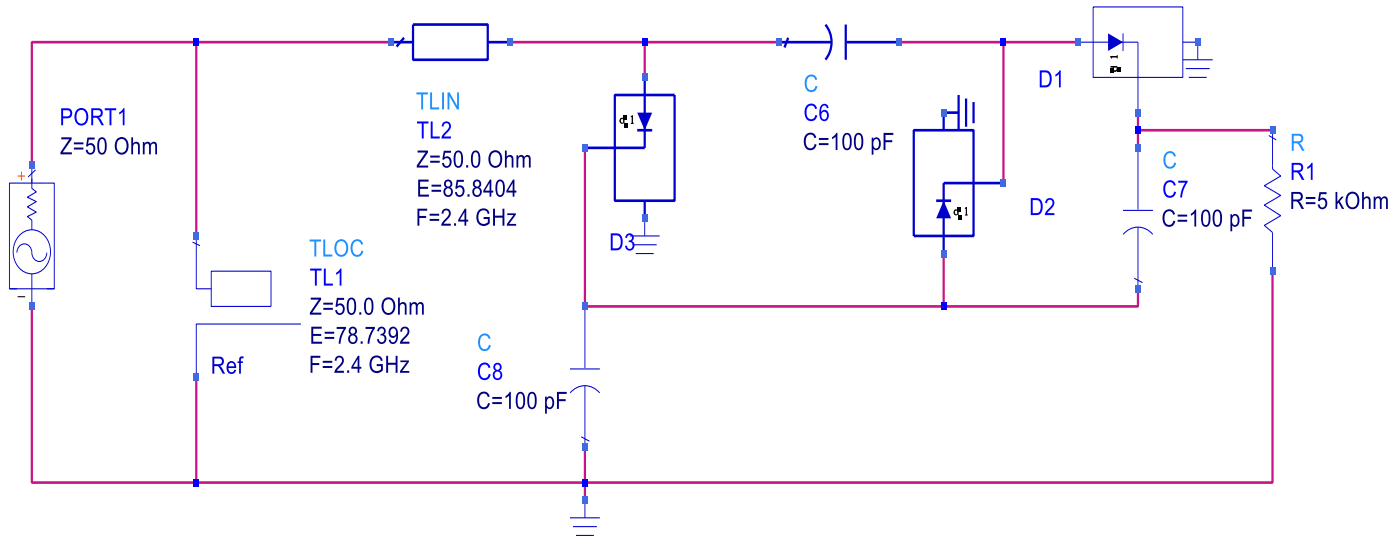 PORT1
Z=50 Ohm
+
–
TLOC
TL1
Z=50.0 Ohm
E=78.7392
F=2.4 GHz
Ref
TLIN
TL2
Z=50.0 Ohm
E=85.8404
F=2.4 GHz
D3
C
C8
C=100 pF
C
C6
C=100 pF
D2
D1
C
C7
C=100 pF
R
R1
R=5 kOhm